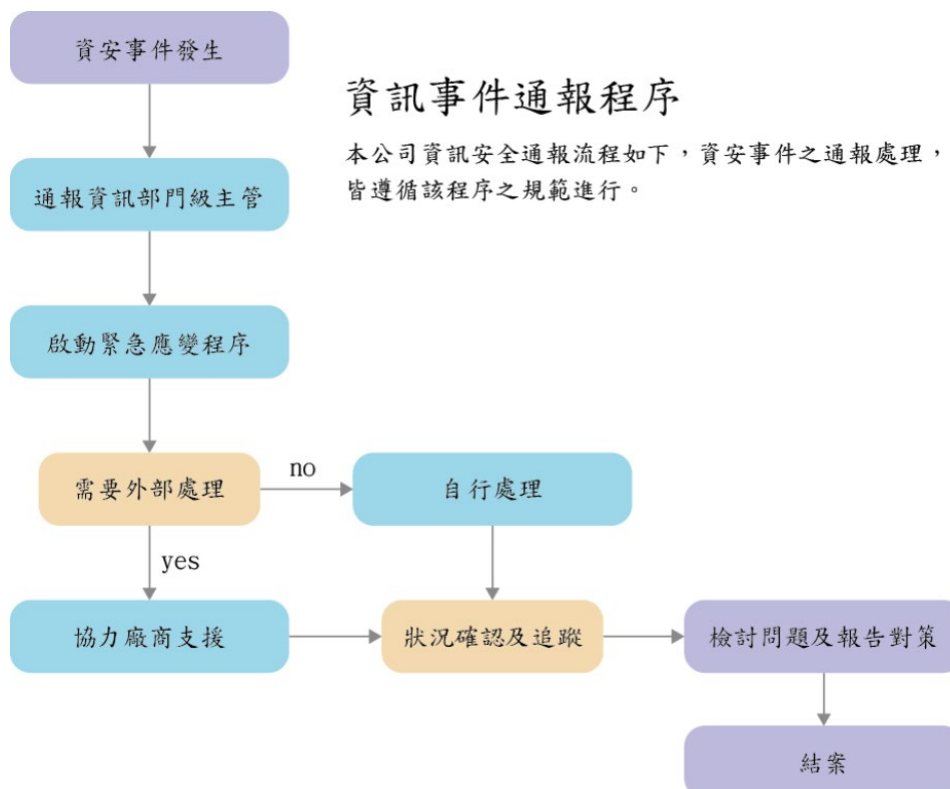 資安事件發生
資訊事件通報程序
本公司資訊安全通報流程如下，資安事件之通報處理，
皆遵循該程序之規範進行。
通報資訊部門級主管
啟動緊急應變程序
需要外部處理
no
自行處理
yes
協力廠商支援
狀況確認及追蹤
檢討問題及報告對策
結案